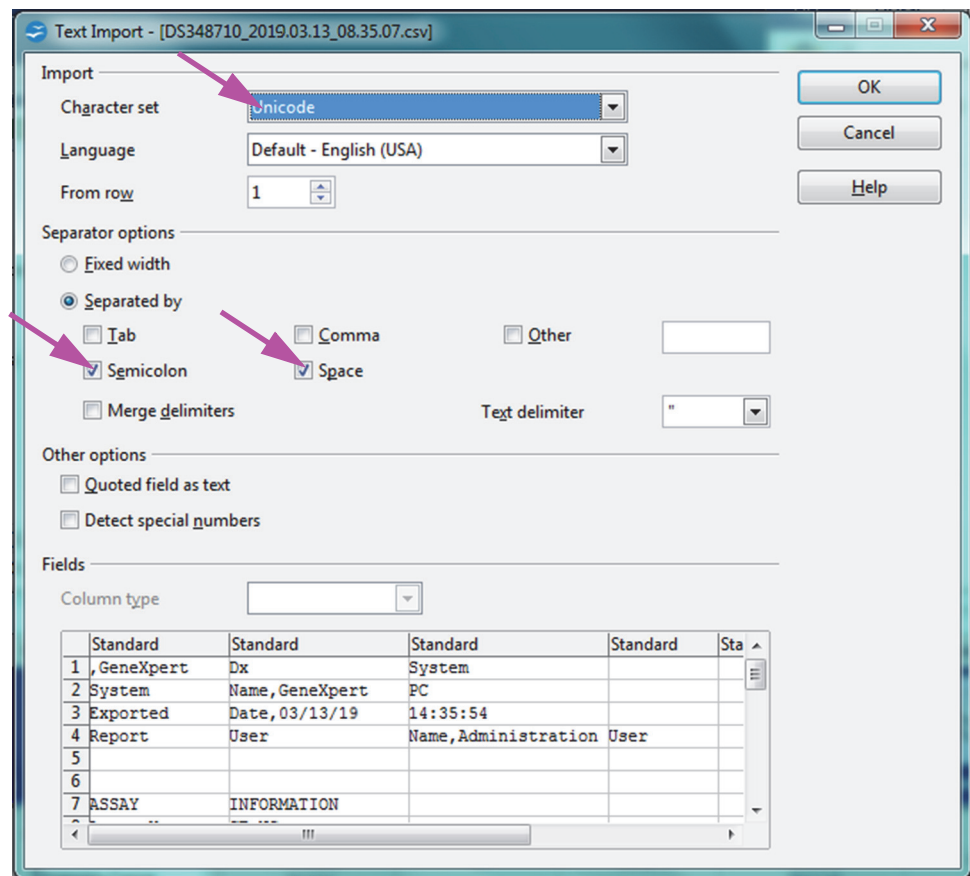 Text Import - [DS348710_2019.03.13_08.35.07.csv]
Import
OK
Character set Unicode
Cancel
Language Default - English (USA)
Help
From row 1
Separator options
Fixed width
Separated by
Tab Comma Other
Semicolon Space
Merge delimiters Text delimiter "
Other options
Quoted field as text
Detect special numbers
Fields
Column type
Standard Standard Standard Standard Sta
1 ,GeneXpert Dx System
2 System Name,GeneXpert PC
3 Exported Date,03/13/19 14:35:54
4 Report User Name,Administration User
5
6
7 ASSAY INFORMATION